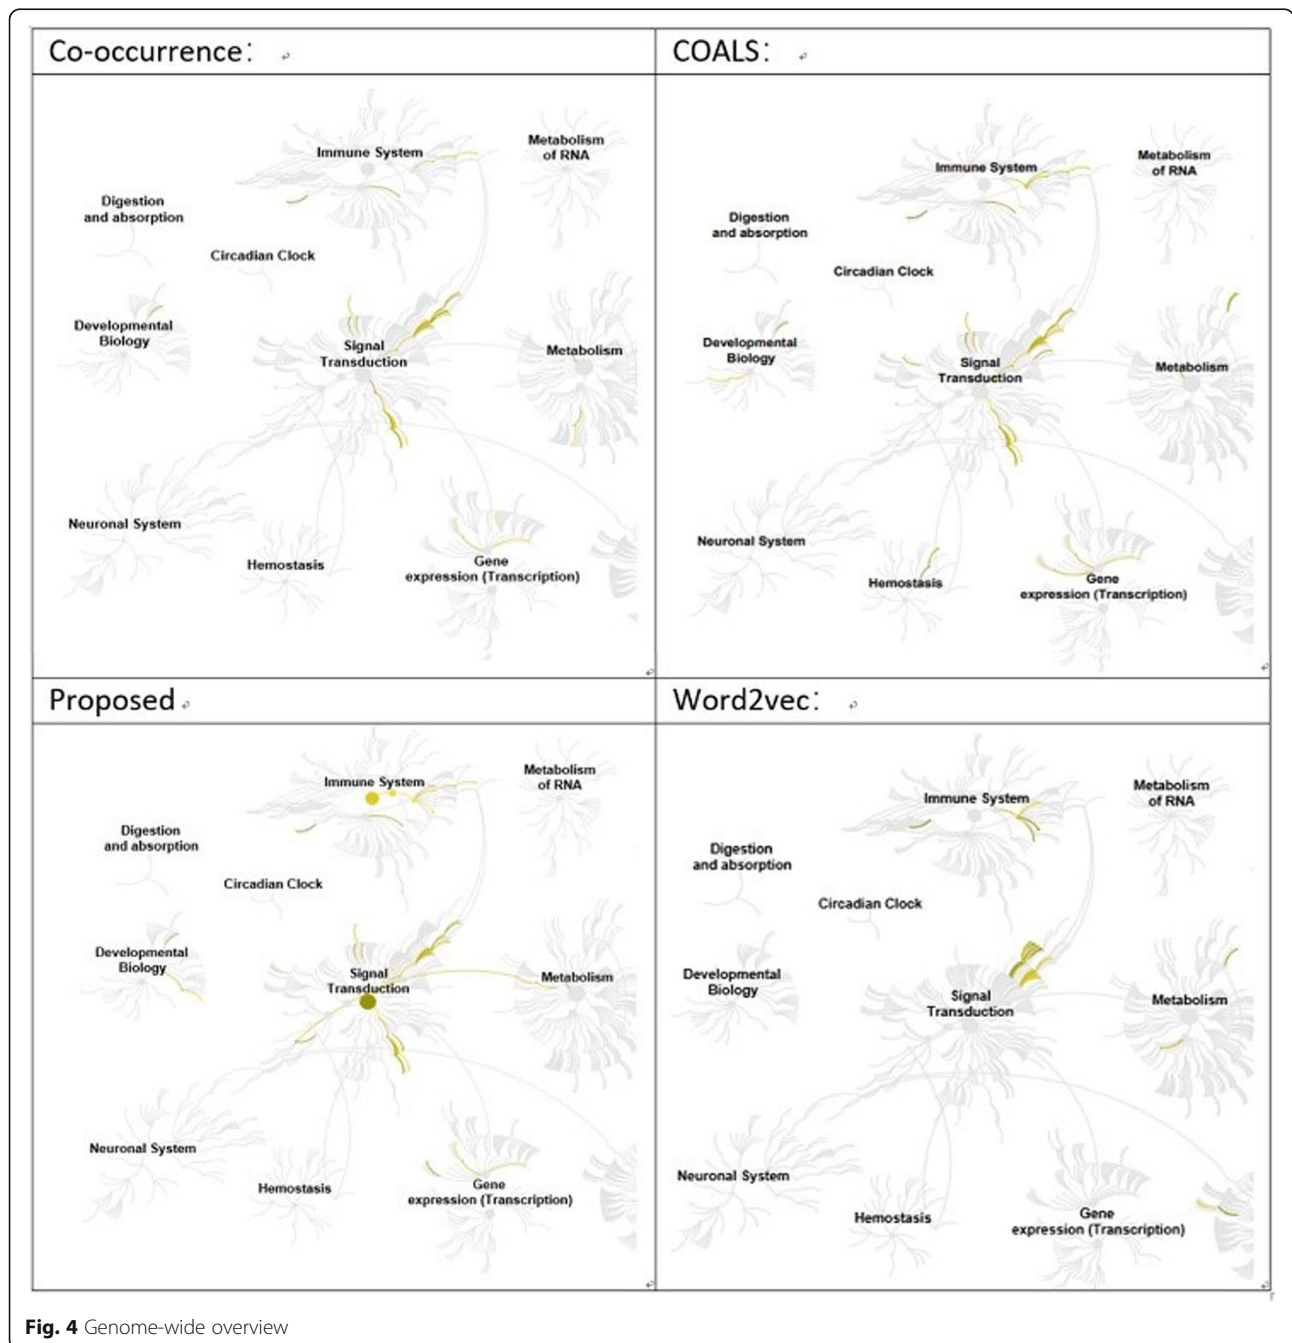 Co-occurrence：
COALS：
Immune System
Metabolism
of RNA
Digestion
and absorption
Circadian Clock
Developmental
Biology
Signal
Transduction
Metabolism
Neuronal System
Hemostasis
Gene
expression (Transcription)
Immune System
Metabolism
of RNA
Digestion
and absorption
Circadian Clock
Developmental
Biology
Signal
Transduction
Metabolism
Neuronal System
Hemostasis
Gene
expression (Transcription)
Proposed
Word2vec：
Immune System
Metabolism
of RNA
Digestion
and absorption
Circadian Clock
Developmental
Biology
Signal
Transduction
Metabolism
Neuronal System
Hemostasis
Gene
expression (Transcription)
Immune System
Metabolism
of RNA
Digestion
and absorption
Circadian Clock
Developmental
Biology
Signal
Transduction
Metabolism
Neuronal System
Hemostasis
Gene
expression (Transcription)
Fig. 4 Genome-wide overview